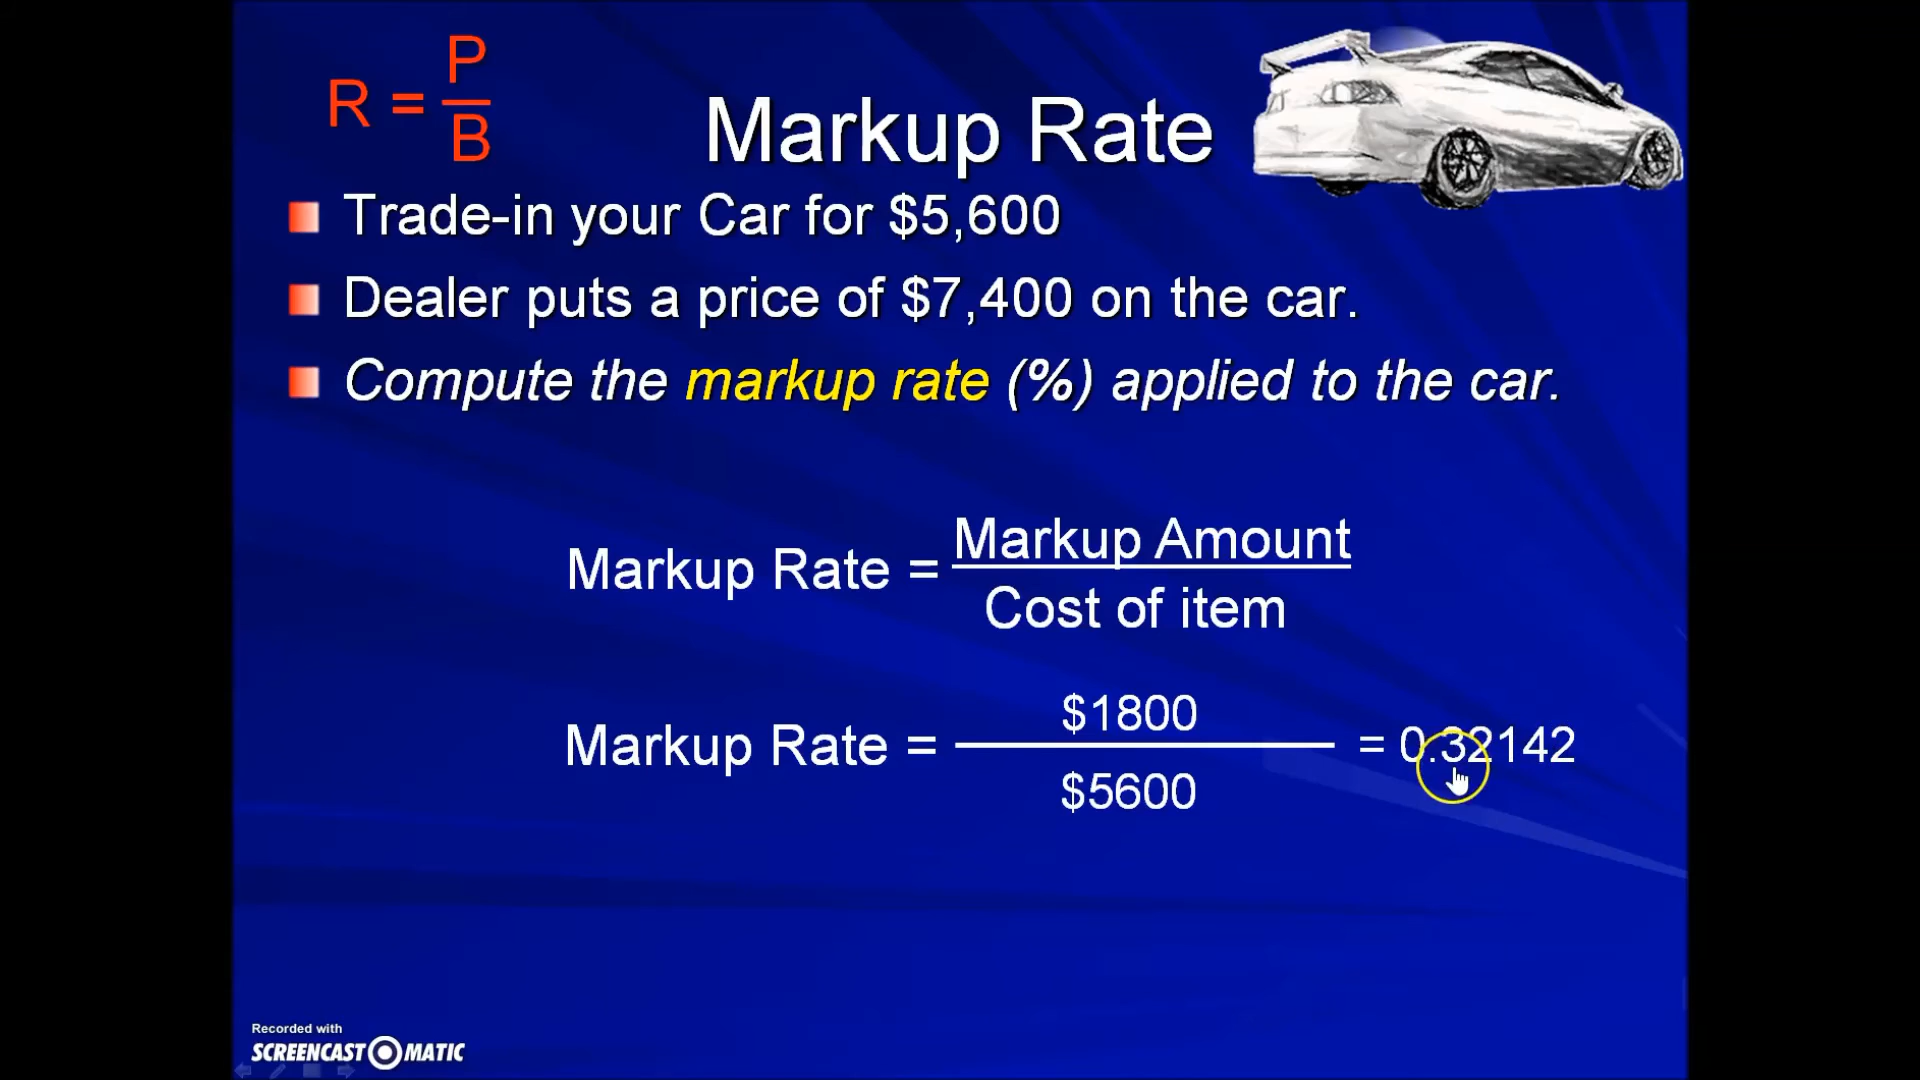 R = P
B
Markup Rate
Trade-in your Car for $5,600
Dealer puts a price of $7,400 on the car.
Compute the markup rate (%) applied to the car.
Markup Rate = Markup Amount
Cost of item
Markup Rate = $1800
$5600
= 0.32142
Recorded with
SCREENCAST MATIC